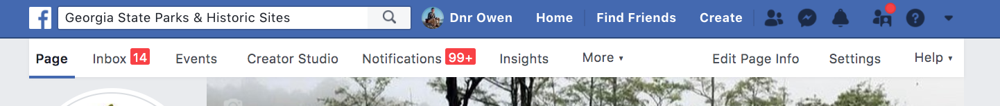 f Georgia State Parks & Historic Sites Dnr Owen Home Find Friends Create ?
Page Inbox 14 Events Creator Studio Notifications 99+ Insights More Edit Page Info Settings Help